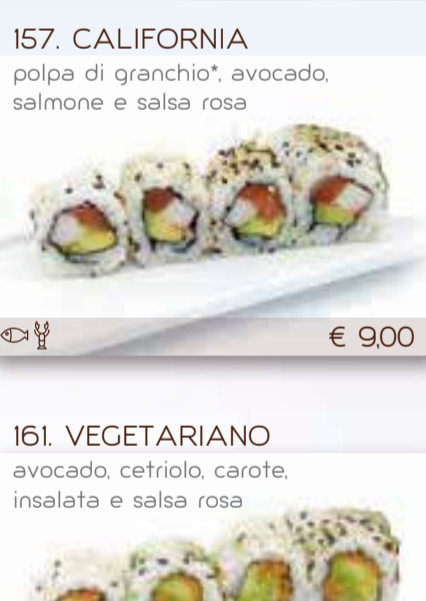 157. CALIFORNIA
polpa di granchio*, avocado,
salmone e salsa rosa
€ 9,00
161. VEGETARIANO
avocado, cetriolo, carote,
insalata e salsa rosa